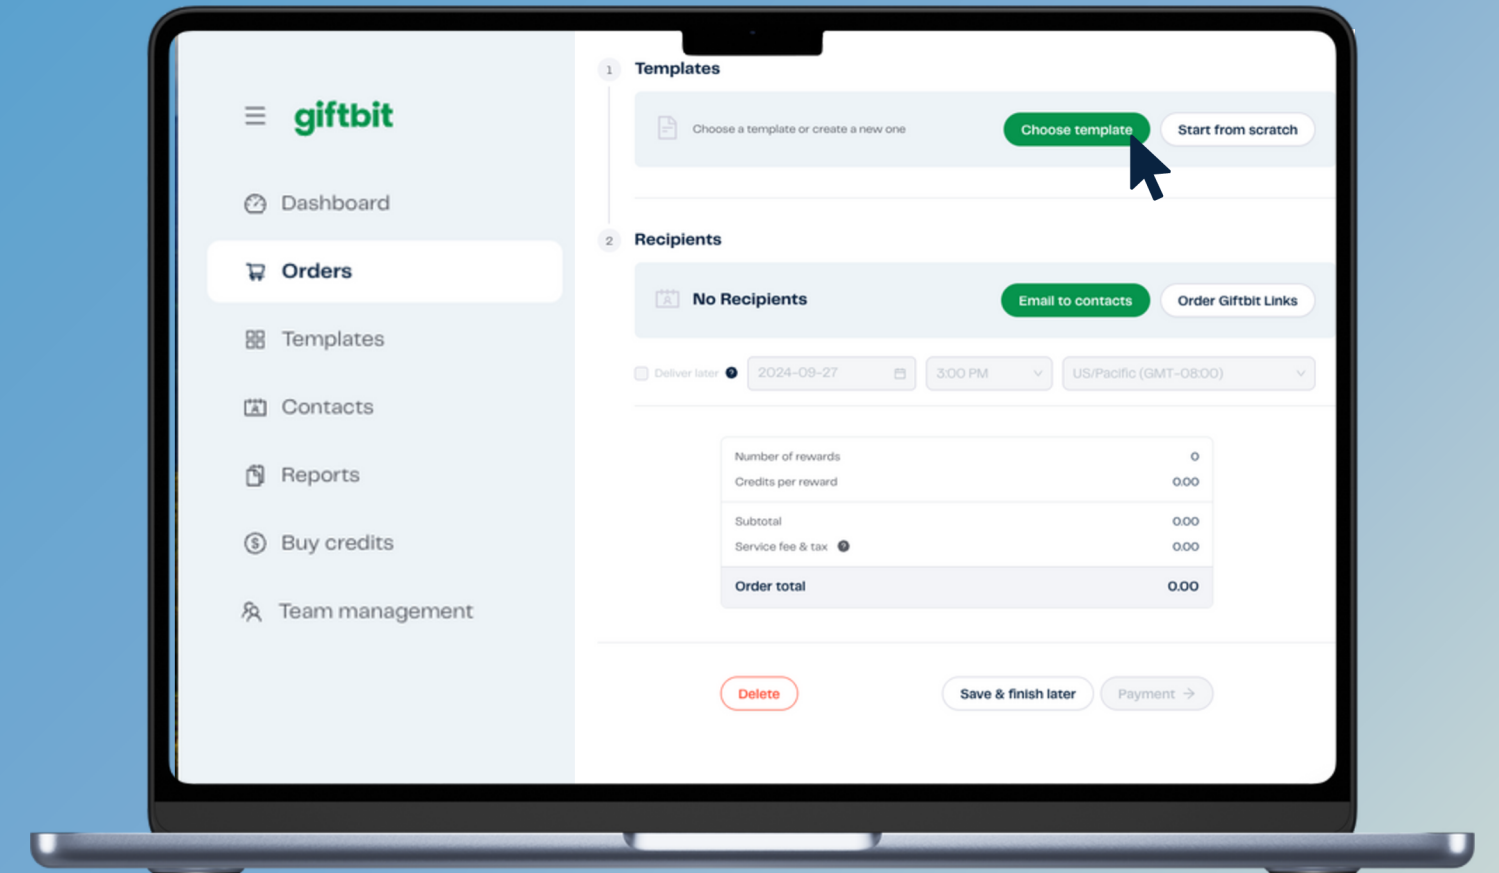 giftbit
Dashboard
Orders
Templates
Contacts
Reports
Buy credits
Team management
1 Templates
Choose a template or create a new one Choose template Start from scratch
2 Recipients
No Recipients Email to contacts Order Giftbit Links
Deliver later ? 2024-09-27 3:00 PM US/Pacific (GMT-08:00)
Number of rewards 0
Credits per reward 0.00
Subtotal 0.00
Service fee & tax ? 0.00
Order total 0.00
Delete Save & finish later Payment →